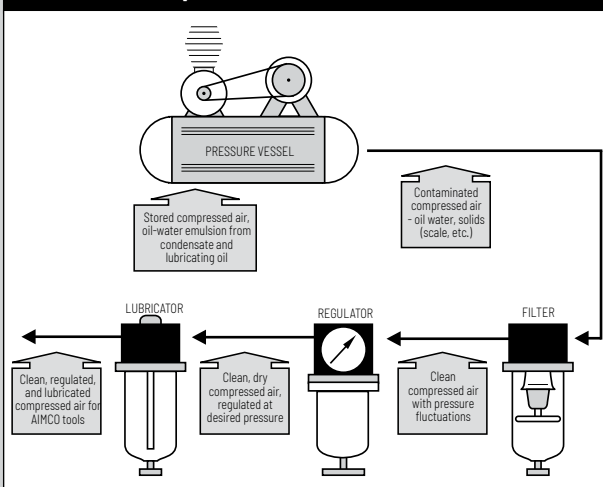 PRESSURE VESSEL
Stored compressed air,
oil-water emulsion from
condensate and
lubricating oil
Contaminated
compressed air
- oil water, solids
(scale, etc.)
LUBRICATOR
REGULATOR
FILTER
Clean, regulated,
and lubricated
compressed air for
AIMCO tools
Clean, dry
compressed air,
regulated at
desired pressure
Clean
compressed air
with pressure
fluctuations